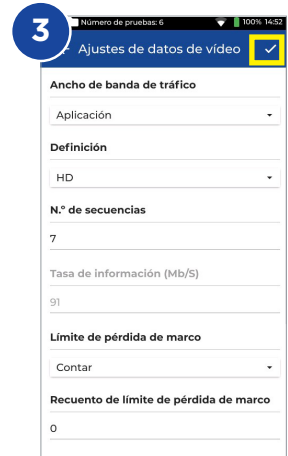 3
Número de pruebas: 6 100% 14:52
Ajustes de datos de vídeo
Ancho de banda de tráfico
Aplicación
Definición
HD
N.º de secuencias
7
Tasa de información (Mb/S)
91
Límite de pérdida de marco
Contar
Recuento de límite de pérdida de marco
0